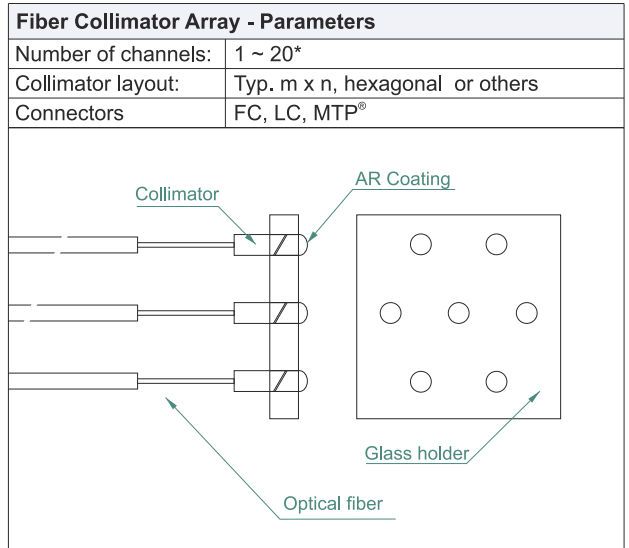 Fiber Collimator Array - Parameters
Number of channels: 1 ~ 20*
Collimator layout: Typ. m x n, hexagonal or others
Connectors FC, LC, MTP®
AR Coating
Collimator
Glass holder
Optical fiber